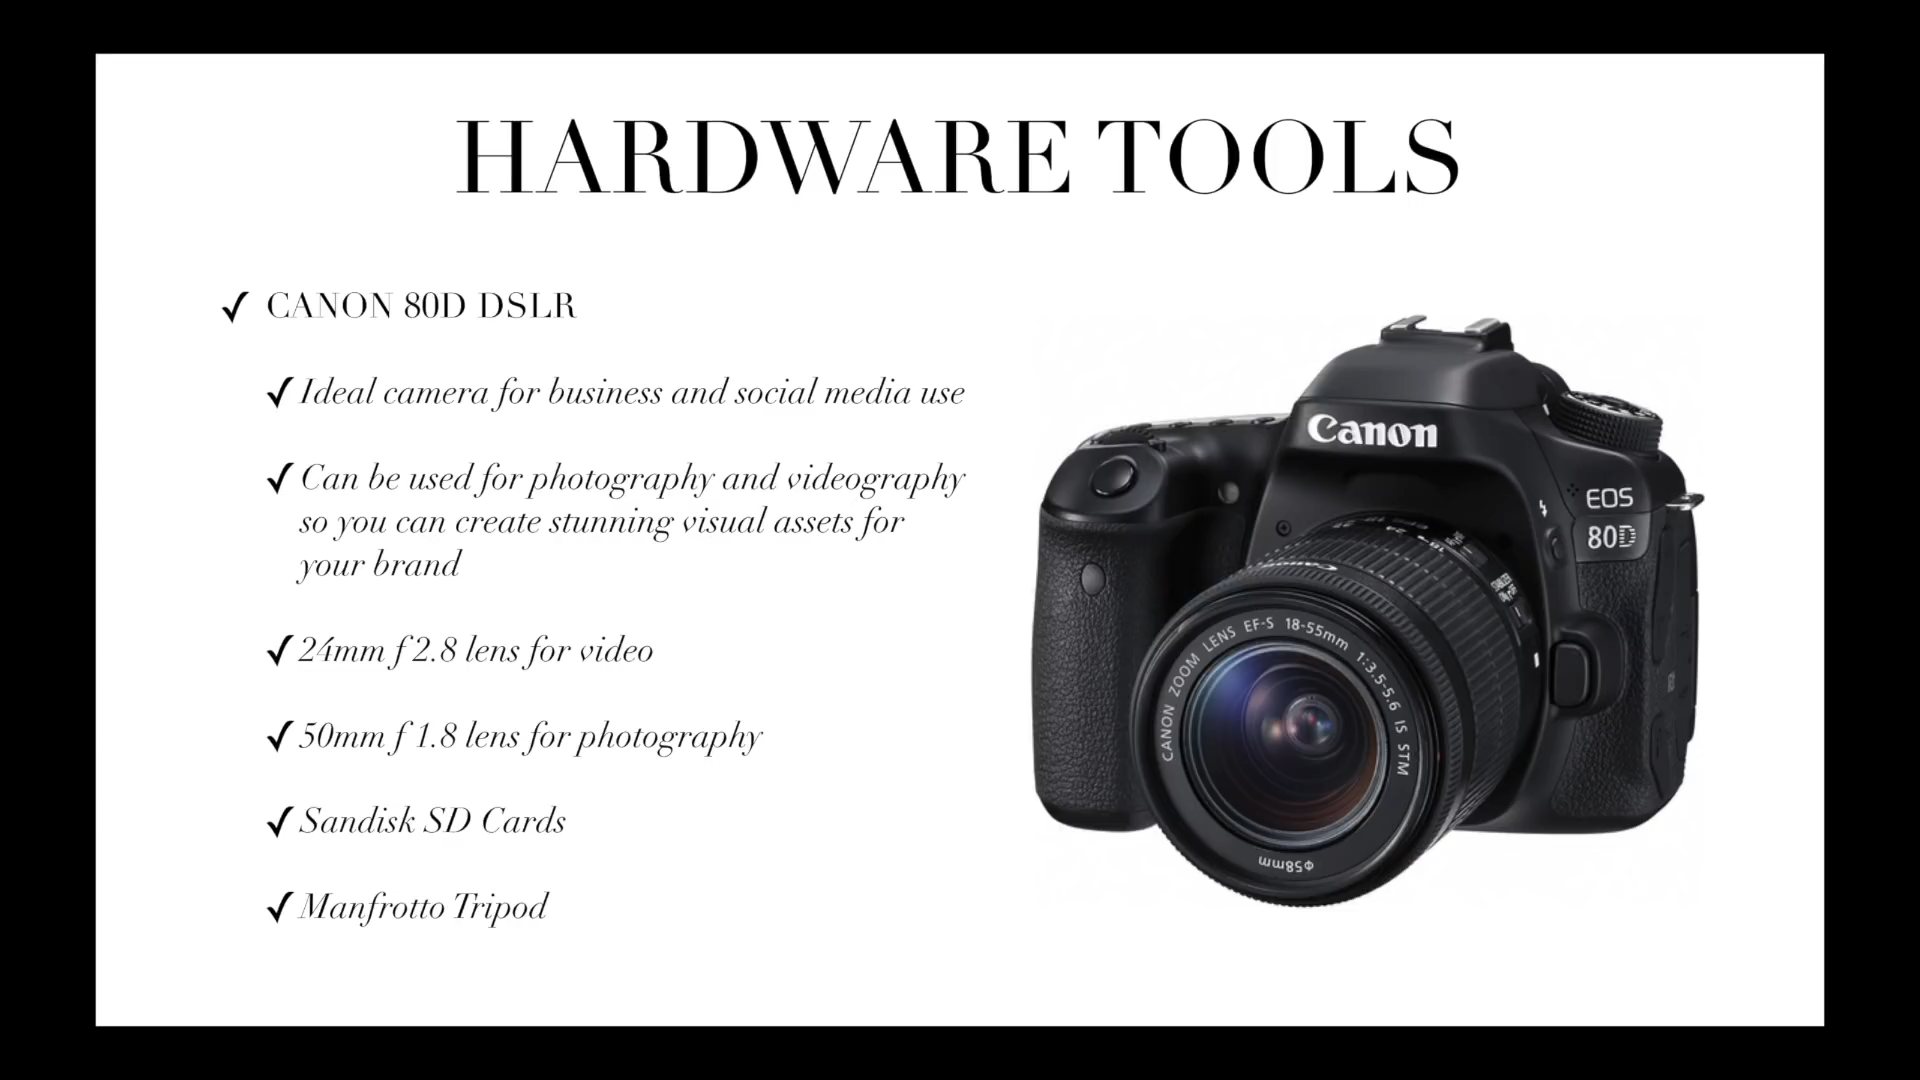 HARDWARE TOOLS
CANON 80D DSLR
Ideal camera for business and social media use
Can be used for photography and videography
so you can create stunning visual assets for
your brand
24mm f 2.8 lens for video
50mm f 1.8 lens for photography
Sandisk SD Cards
Manfrotto Tripod
Canon
EOS
80D
Canon
CANON ZOOM LENS EF-S 18-55mm 1:3.5-5.6 IS STM
ϕ58mm